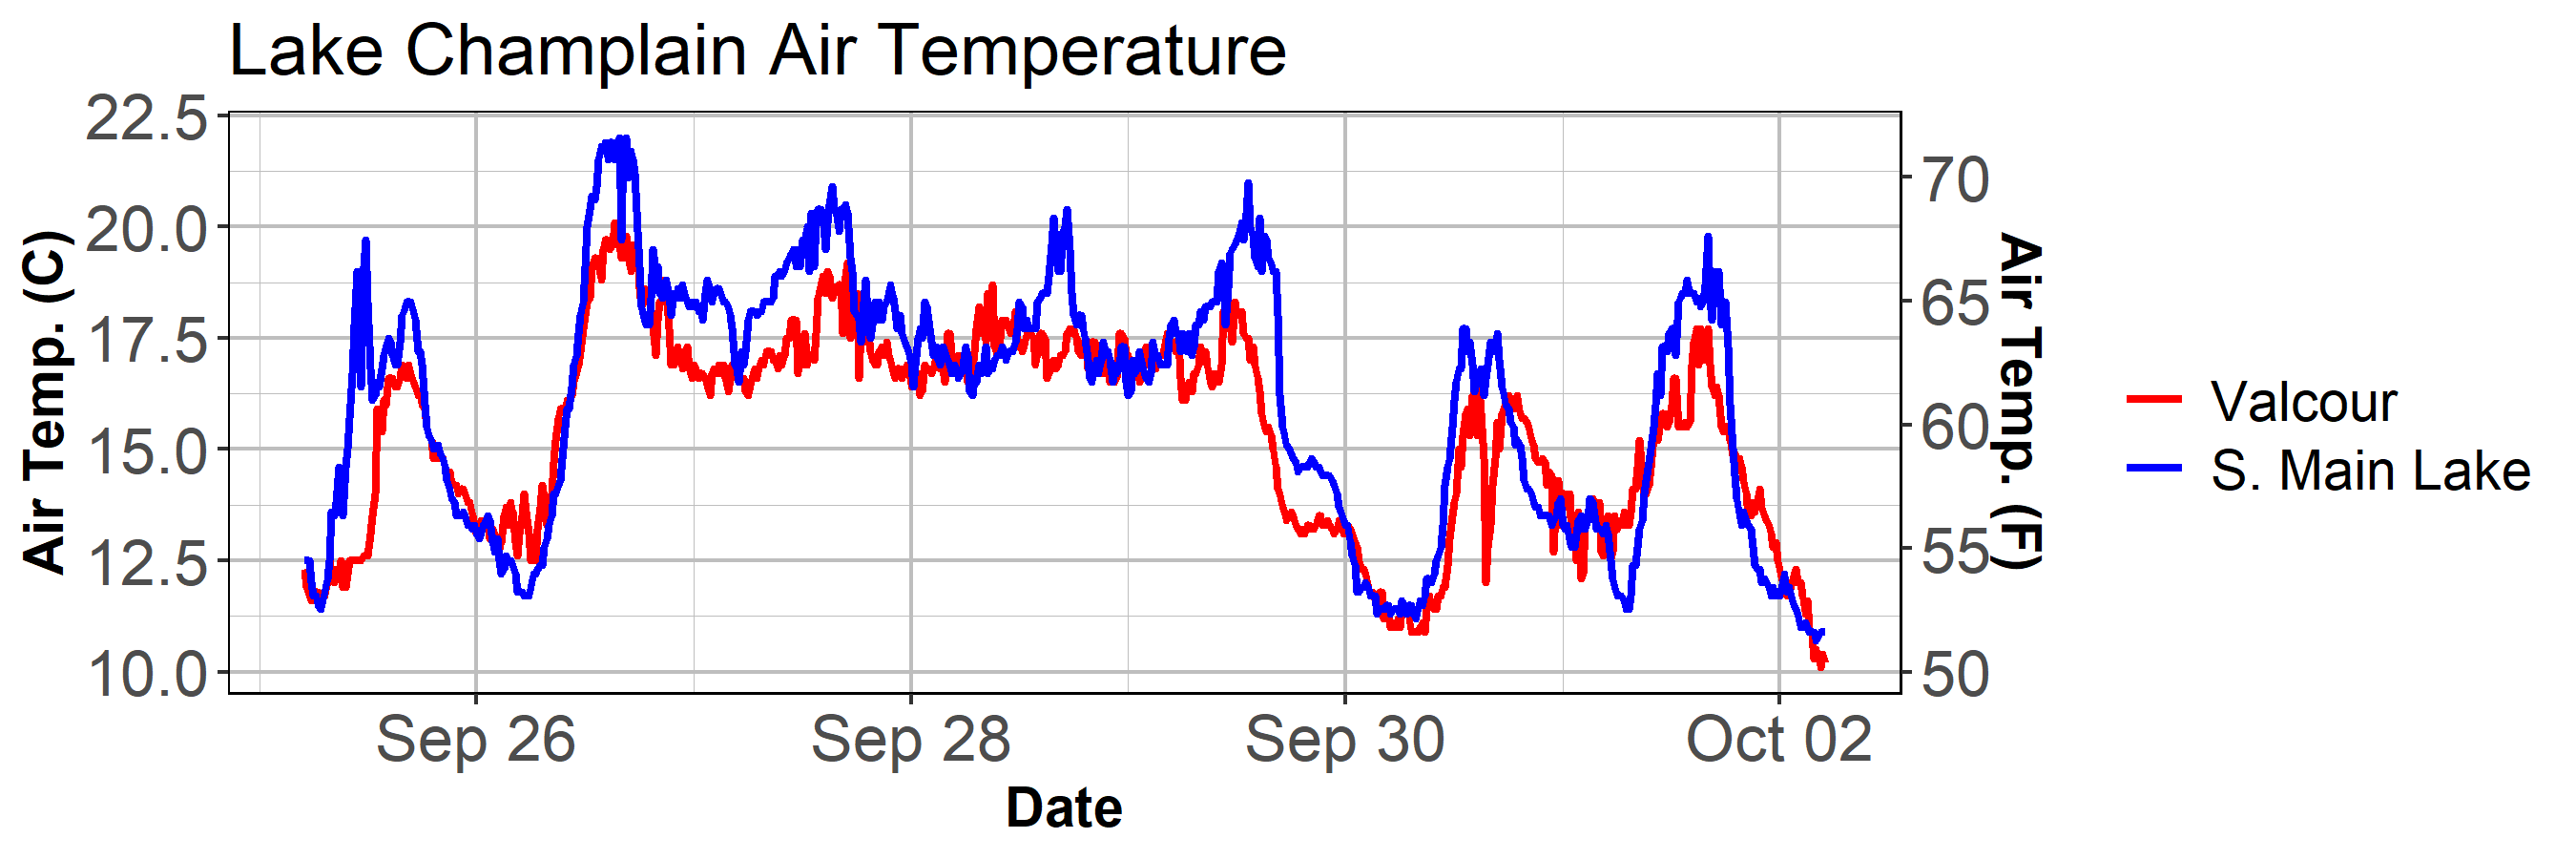 Lake Champlain Air Temperature
22.5
20.0
17.5
15.0
12.5
10.0
Air Temp. (C)
70
65
60
55
50
Air Temp. (F)
Sep 26
Sep 28
Sep 30
Oct 02
Date
Valcour
S. Main Lake